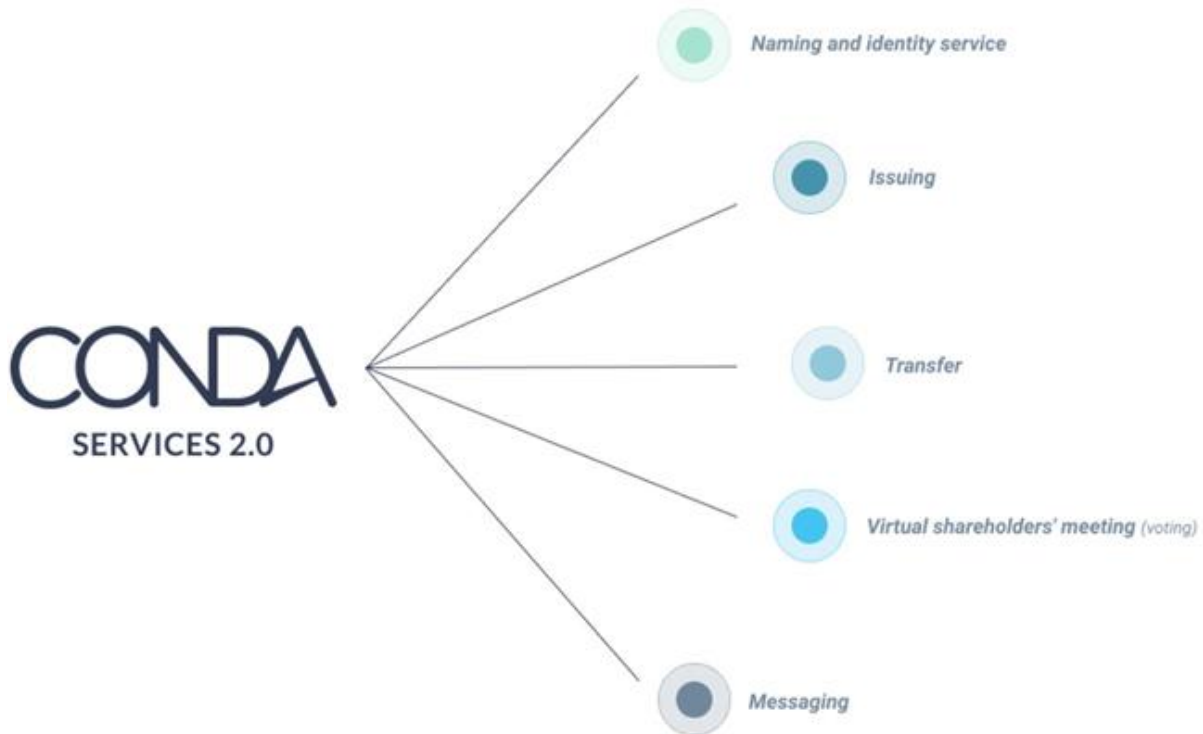 Naming and identity service
Issuing
CONDA
SERVICES 2.0
Transfer
Virtual shareholders' meeting (voting)
Messaging